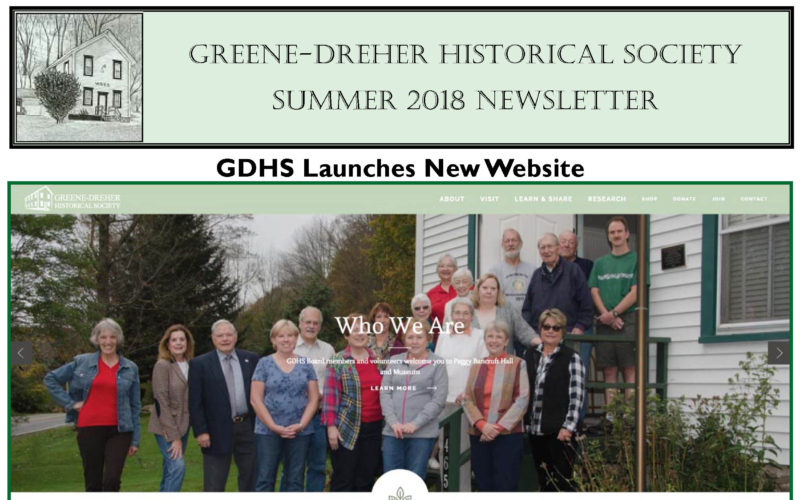 GREENE-DREHER HISTORICAL SOCIETY
SUMMER 2018 NEWSLETTER
GDHS Launches New Website
GREENE-DREHER
HISTORICAL SOCIETY
ABOUT VISIT LEARN & SHARE RESEARCH SHOP DONATE JOIN CONTACT
Who We Are
GDHS Board members and volunteers welcome you to Peggy Bancroft Hall
and Museum
LEARN MORE
405